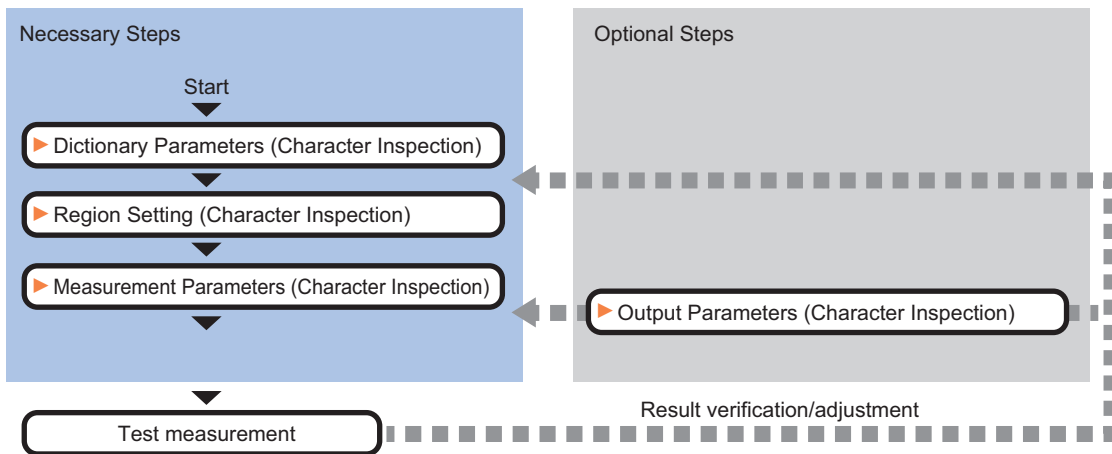 Necessary Steps
Start
Dictionary Parameters (Character Inspection)
Region Setting (Character Inspection)
Measurement Parameters (Character Inspection)
Optional Steps
Output Parameters (Character Inspection)
Result verification/adjustment
Test measurement